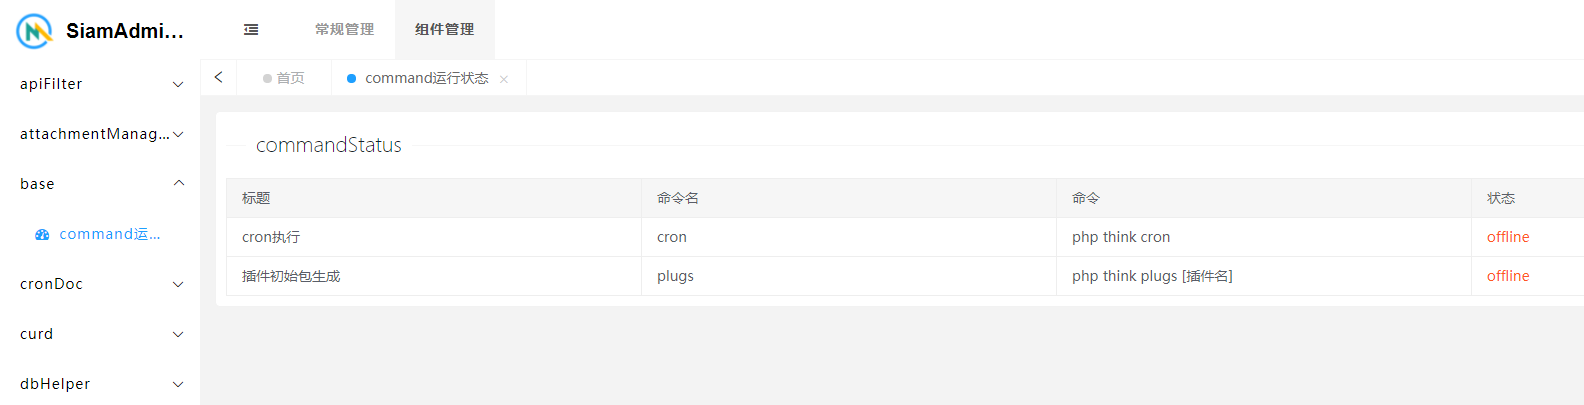 SiamAdmi...
常规管理
组件管理
首页
command运行状态
apiFilter
attachmentManag...
base
command运...
cronDoc
curd
dbHelper
commandStatus
标题 命令名 命令 状态
cron执行 cron php think cron offline
插件初始包生成 plugs php think plugs [插件名] offline